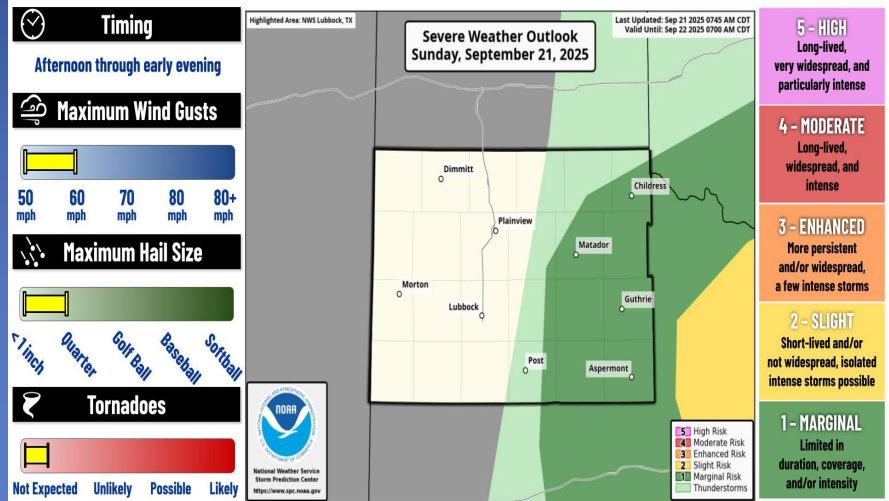 Timing
Afternoon through early evening
Maximum Wind Gusts
50 60 70 80 80+
mph mph mph mph mph
Maximum Hail Size
< 1 inch Quarter Golf Ball Baseball Softball
Tornadoes
Not Expected Unlikely Possible Likely
Highlighted Area: NWS Lubbock, TX
Severe Weather Outlook
Sunday, September 21, 2025
Last Updated: Sep 21 2025 0745 AM CDT
Valid Until: Sep 22 2025 0700 AM CDT
Dimmitt
Childress
Plainview
Matador
Morton
Guthrie
Lubbock
Post
Aspermont
NOAA
National Weather Service
Storm Prediction Center
https://www.spc.noaa.gov
5 High Risk
4 Moderate Risk
3 Enhanced Risk
2 Slight Risk
1 Marginal Risk
Thunderstorms
5 - HIGH
Long-lived,
very widespread, and
particularly intense
4 - MODERATE
Long-lived,
widespread, and
intense
3 - ENHANCED
More persistent
and/or widespread,
a few intense storms
2 - SLIGHT
Short-lived and/or
not widespread, isolated
intense storms possible
1 - MARGINAL
Limited in
duration, coverage,
and/or intensity